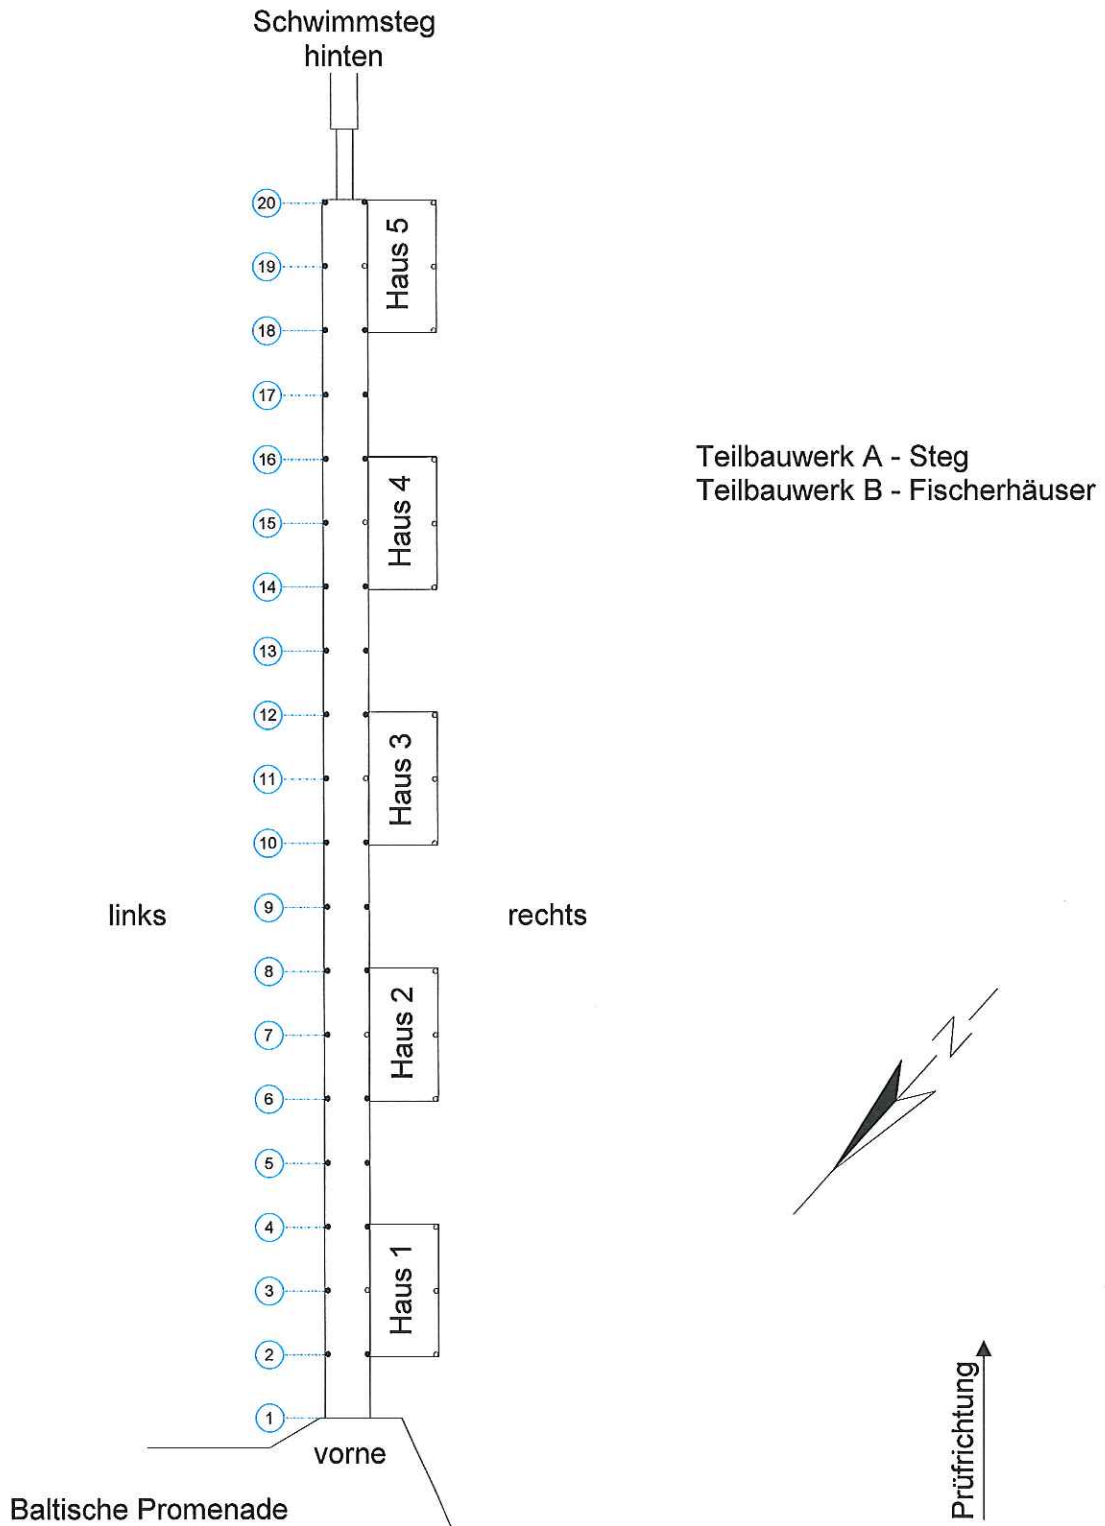 Schwimmsteg
hinten
20
Haus 5
19
18
17
16
Haus 4
15
14
Teilbauwerk A - Steg
Teilbauwerk B - Fischerhäuser
13
12
Haus 3
11
10
links
9
rechts
8
Haus 2
7
6
N
5
4
Haus 1
3
2
1
vorne
Prüfrichtung
Baltische Promenade